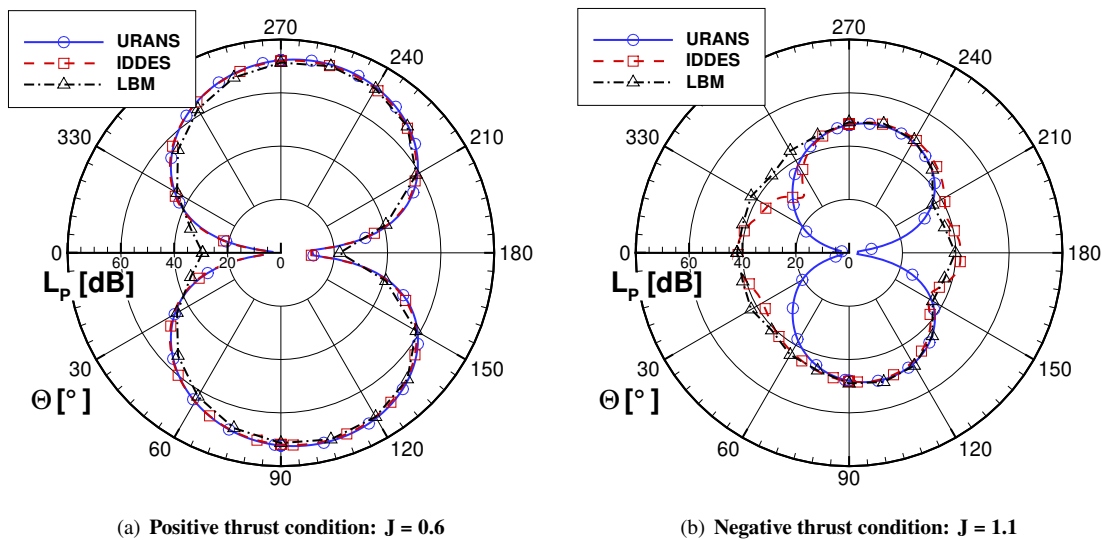 URANS
IDDES
LBM
270
240
210
180
150
120
90
60
30
0
330
60
40
20
0
L_P [dB]
Θ [°]
(a) Positive thrust condition: J = 0.6
URANS
IDDES
LBM
270
240
210
180
150
120
90
60
30
0
330
60
40
20
0
L_P [dB]
Θ [°]
(b) Negative thrust condition: J = 1.1